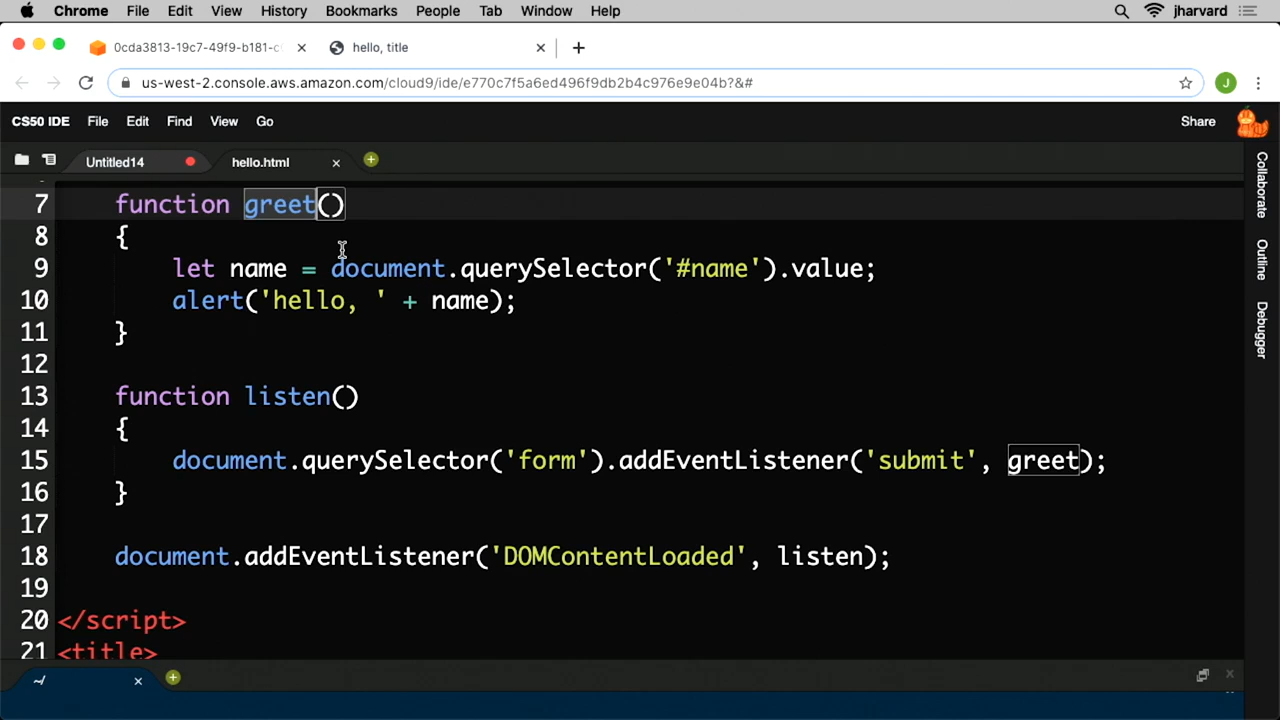 Chrome File Edit View History Bookmarks People Tab Window Help jharvard
0cda3813-19c7-49f9-b181-c hello, title
us-west-2.console.aws.amazon.com/cloud9/ide/e770c7f5a6ed496f9db2b4c976e9e04b?&#
J
CS50 IDE File Edit Find View Go Share
Untitled14 hello.html
7 function greet()
8 {
9 let name = document.querySelector('#name').value;
10 alert('hello, ' + name);
11 }
12
13 function listen()
14 {
15 document.querySelector('form').addEventListener('submit', greet);
16 }
17
18 document.addEventListener('DOMContentLoaded', listen);
19
20 </script>
21 <title>
~/
Collaborate
Outline
Debugger